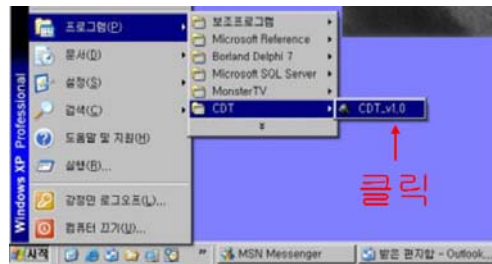 Windows XP Professional
프로그램(P)
문서(D)
설정(S)
검색(C)
도움말 및 지원(H)
실행(R)...
강정면 로그오프(L)...
컴퓨터 끄기(U)...
보조프로그램
Microsoft Reference
Borland Delphi 7
Microsoft SQL Server
MonsterTV
CDT
CDT_v1.0
클릭
시작
MSN Messenger
받은 편지함 - Outlook...